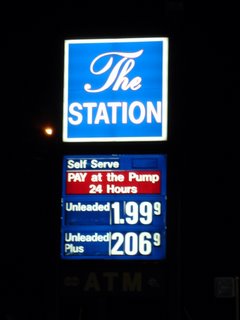 The
STATION
Self Serve
PAY at the Pump
24 Hours
Unleaded 1.99 9
Unleaded
Plus 206 9
ATM